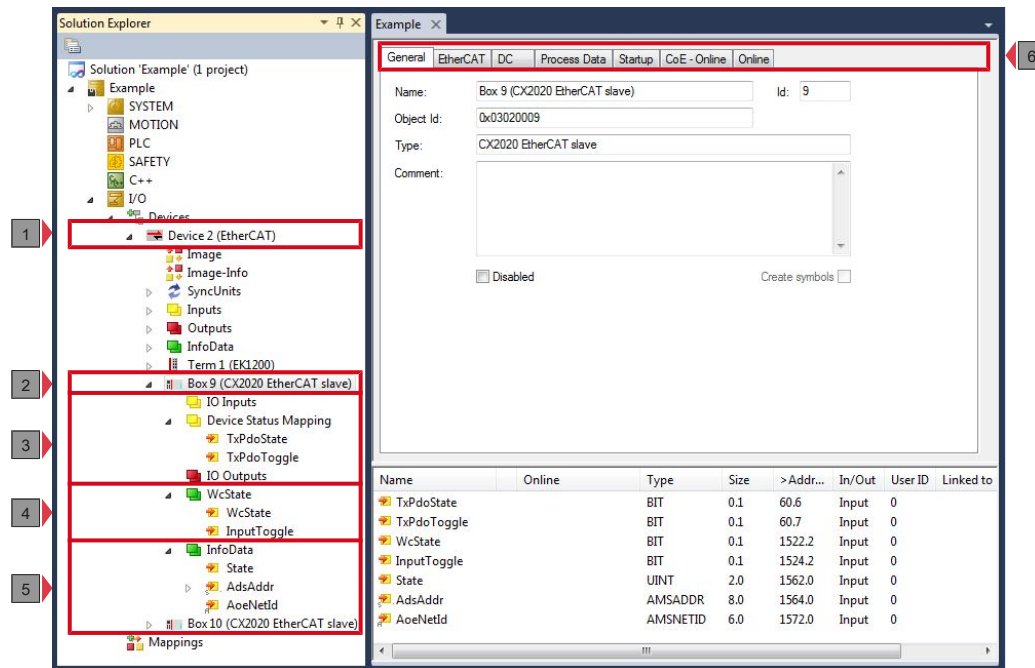 Solution Explorer
Solution 'Example' (1 project)
Example
SYSTEM
MOTION
PLC
SAFETY
C++
I/O
Devices
1
Device 2 (EtherCAT)
Image
Image-Info
SyncUnits
Inputs
Outputs
InfoData
Term 1 (EK1200)
2
Box 9 (CX2020 EtherCAT slave)
IO Inputs
Device Status Mapping
3
TxPdoState
TxPdoToggle
IO Outputs
WcState
4
WcState
InputToggle
InfoData
State
5
AdsAddr
AoeNetId
Box 10 (CX2020 EtherCAT slave)
Mappings
Example
6
General EtherCAT DC Process Data Startup CoE - Online Online
Name: Box 9 (CX2020 EtherCAT slave) Id: 9
Object Id: 0x03020009
Type: CX2020 EtherCAT slave
Comment:
Disabled Create symbols
Name Online Type Size >Addr... In/Out User ID Linked to
TxPdoState BIT 0.1 60.6 Input 0
TxPdoToggle BIT 0.1 60.7 Input 0
WcState BIT 0.1 1522.2 Input 0
InputToggle BIT 0.1 1524.2 Input 0
State UINT 2.0 1562.0 Input 0
AdsAddr AMSADDR 8.0 1564.0 Input 0
AoeNetId AMSNETID 6.0 1572.0 Input 0